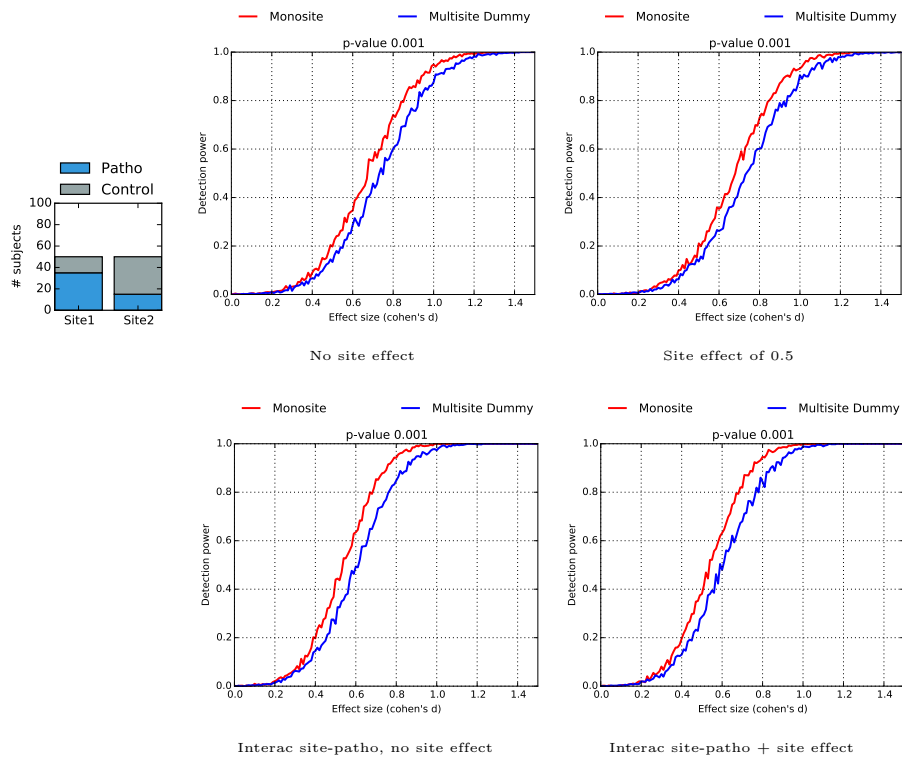 Monosite
Multisite Dummy
p-value 0.001
1.0
0.8
0.6
0.4
0.2
0.0
Detection power
0.0 0.2 0.4 0.6 0.8 1.0 1.2 1.4
Effect size (cohen's d)
No site effect
Monosite
Multisite Dummy
p-value 0.001
1.0
0.8
0.6
0.4
0.2
0.0
Detection power
0.0 0.2 0.4 0.6 0.8 1.0 1.2 1.4
Effect size (cohen's d)
Site effect of 0.5
Patho
Control
100
80
60
40
20
0
# subjects
Site1 Site2
Monosite
Multisite Dummy
p-value 0.001
1.0
0.8
0.6
0.4
0.2
0.0
Detection power
0.0 0.2 0.4 0.6 0.8 1.0 1.2 1.4
Effect size (cohen's d)
Interac site-patho, no site effect
Monosite
Multisite Dummy
p-value 0.001
1.0
0.8
0.6
0.4
0.2
0.0
Detection power
0.0 0.2 0.4 0.6 0.8 1.0 1.2 1.4
Effect size (cohen's d)
Interac site-patho + site effect